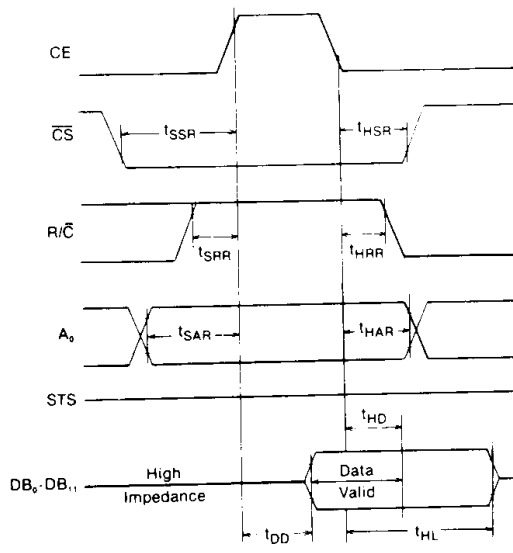 CE
CS
tSSR
tHSR
R/C
tSRR
tHRR
A0
tSAR
tHAR
STS
tHD
DB0-DB11
High
Impedance
Data
Valid
tDD
tHL